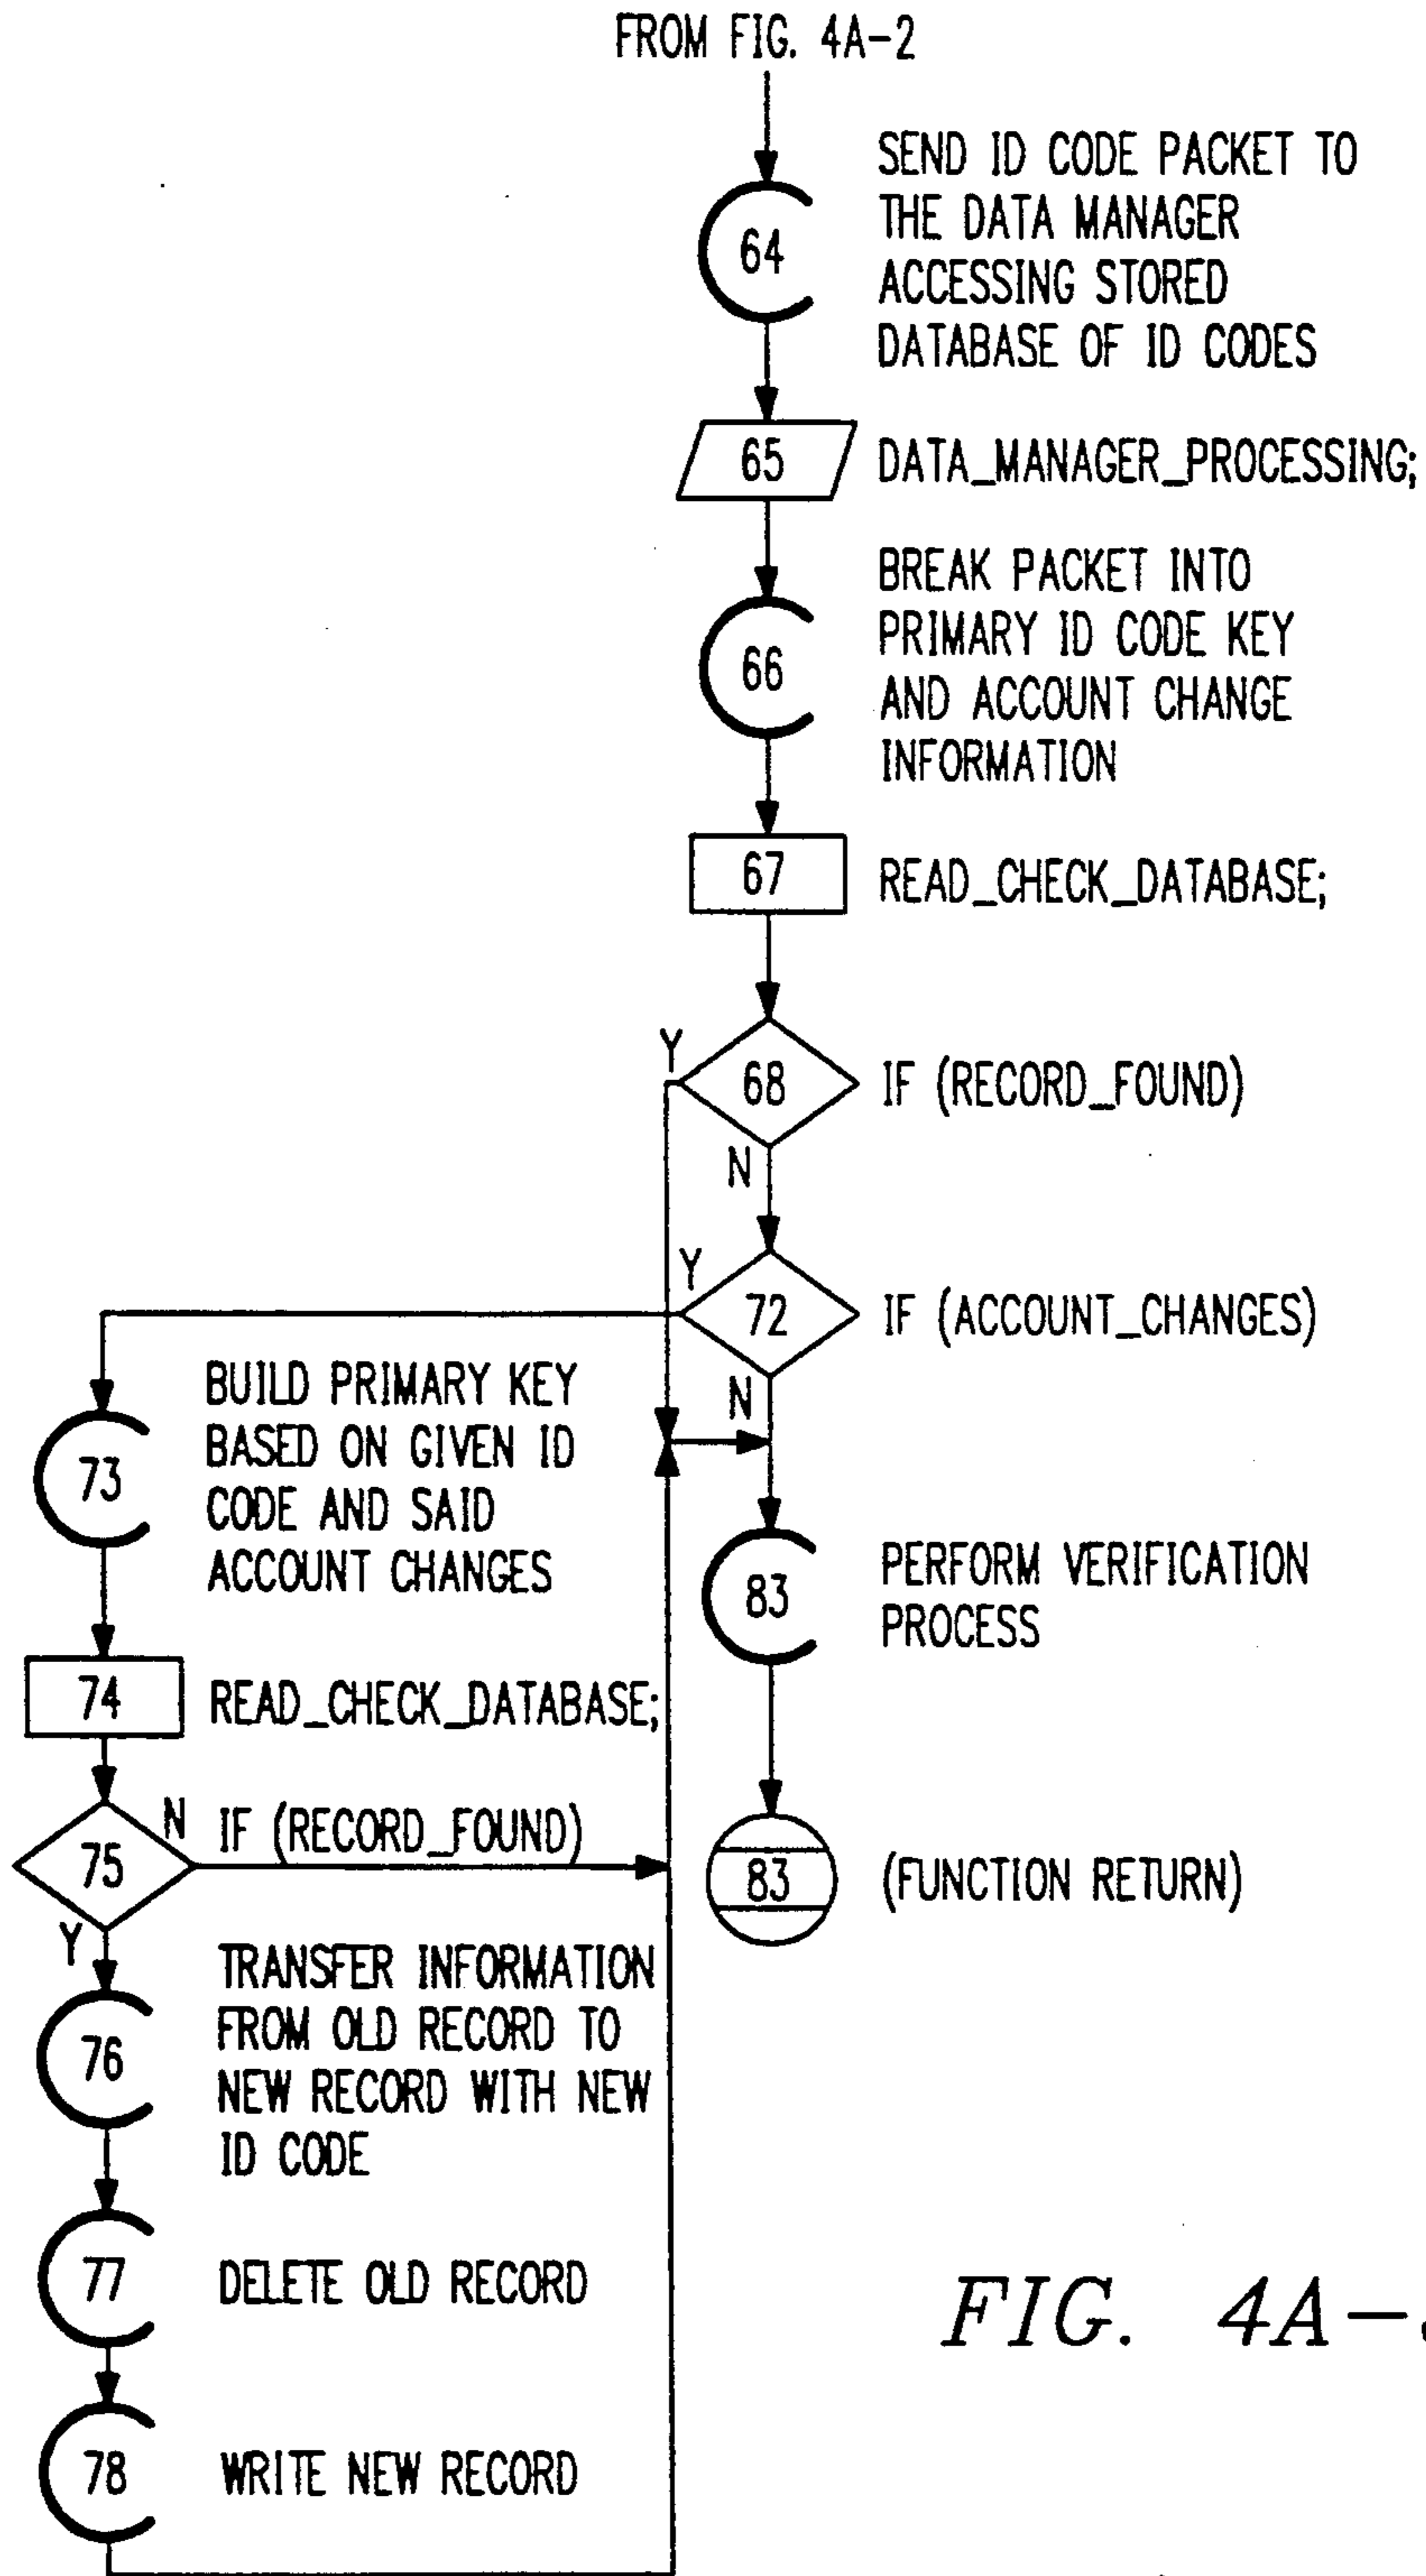 FROM FIG. 4A-2
64
SEND ID CODE PACKET TO
THE DATA MANAGER
ACCESSING STORED
DATABASE OF ID CODES
65
DATA_MANAGER_PROCESSING;
66
BREAK PACKET INTO
PRIMARY ID CODE KEY
AND ACCOUNT CHANGE
INFORMATION
67
READ_CHECK_DATABASE;
Y
68
IF (RECORD_FOUND)
N
Y
72
IF (ACCOUNT_CHANGES)
N
73
BUILD PRIMARY KEY
BASED ON GIVEN ID
CODE AND SAID
ACCOUNT CHANGES
83
PERFORM VERIFICATION
PROCESS
74
READ_CHECK_DATABASE;
75
N
IF (RECORD_FOUND)
Y
83
(FUNCTION RETURN)
76
TRANSFER INFORMATION
FROM OLD RECORD TO
NEW RECORD WITH NEW
ID CODE
77
DELETE OLD RECORD
78
WRITE NEW RECORD
FIG. 4A-